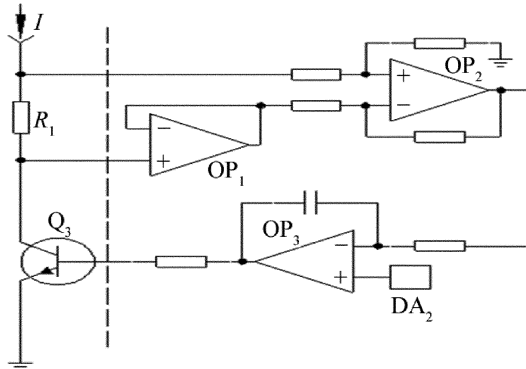 I
R₁
OP₂
+
−
−
+
OP₁
Q₃
OP₃
−
+
DA₂